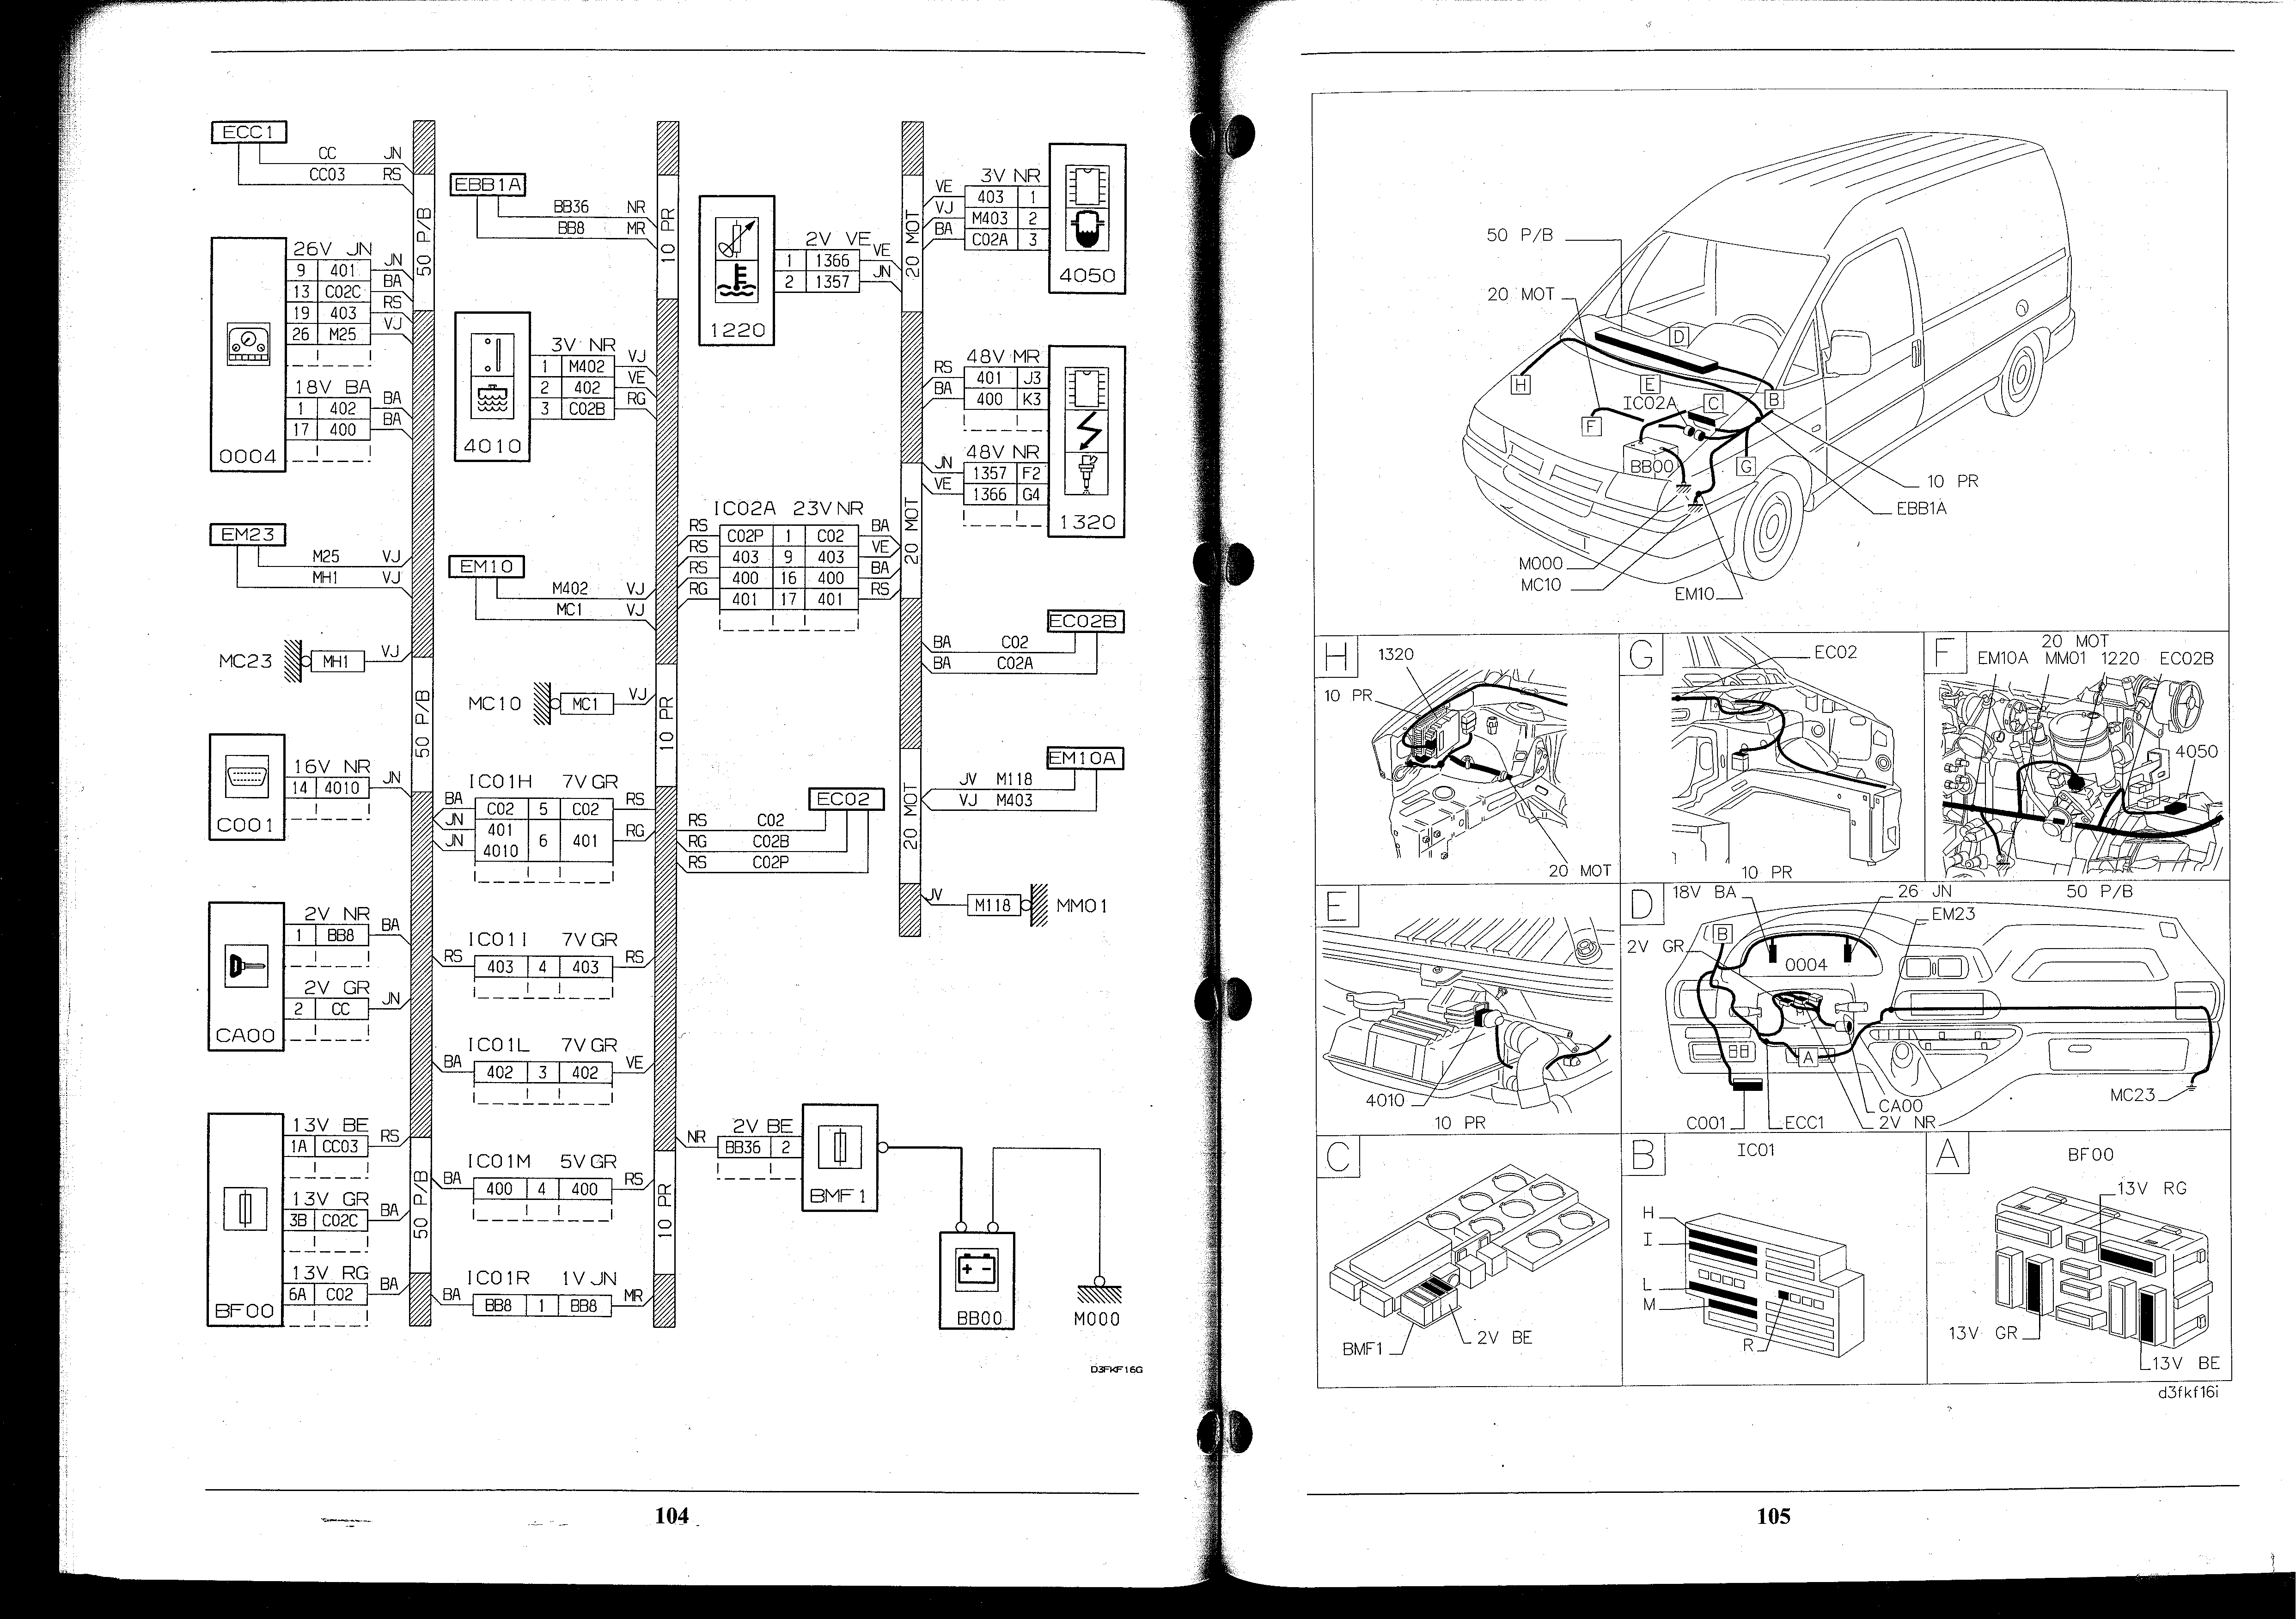 ECC1
CC JN
CC03 RS
50 P/B
26V JN
9 401 JN
13 C02C BA
19 403 RS
26 M25 VJ
18V BA
1 402 BA
17 400 BA
0004
EM23
M25 VJ
MH1 VJ
MC23 MH1 VJ
50 P/B
16V NR
14 4010 JN
C001
2V NR
1 BB8 BA
2V GR
2 CC JN
CA00
13V BE
1A CC03 RS
13V GR
3B C02C BA
13V RG
6A C02 BA
BF00
50 P/B
EBB1A
BB36 NR
BB8 MR
10 PR
3V NR
1 M402 VJ
2 402 VE
3 C02B RG
4010
EM10
M402 VJ
MC1 VJ
MC10 MC1 VJ
10 PR
IC01H 7V GR
BA C02 5 C02 RS
JN 401
JN 4010 6 401 RG
IC01I 7V GR
RS 403 4 403 RS
IC01L 7V GR
BA 402 3 402 VE
IC01M 5V GR
BA 400 4 400 RS
IC01R 1V JN
BA BB8 1 BB8 MR
10 PR
1220
2V VE
1 1366 VE
2 1357 JN
20 MOT
IC02A 23V NR
RS C02P 1 C02 BA
RS 403 9 403 VE
RS 400 16 400 BA
RG 401 17 401 RS
20 MOT
EC02
RS C02
RG C02B
RS C02P
20 MOT
2V BE
NR BB36 2
BMF1
BB00
M000
3V NR
VE 403 1
VJ M403 2
BA C02A 3
4050
48V MR
RS 401 J3
BA 400 K3
48V NR
JN 1357 F2
VE 1366 G4
1320
EC02B
BA C02
BA C02A
EM10A
JV M118
VJ M403
JV M118 MM01
D3FKF16G
104
50 P/B
20 MOT
D
H
E
B
IC02A
C
F
BB00
G
10 PR
EBB1A
M000
MC10
EM10
H
1320
10 PR
20 MOT
G
EC02
10 PR
F
20 MOT
EM10A MM01 1220 EC02B
4050
E
4010
10 PR
D
18V BA
26 JN
50 P/B
EM23
2V GR
B
0004
A
MC23
CA00
C001
ECC1
2V NR
C
BMF1
2V BE
B
IC01
H
I
L
M
R
A
BF00
13V RG
13V GR
13V BE
d3fkf16i
105